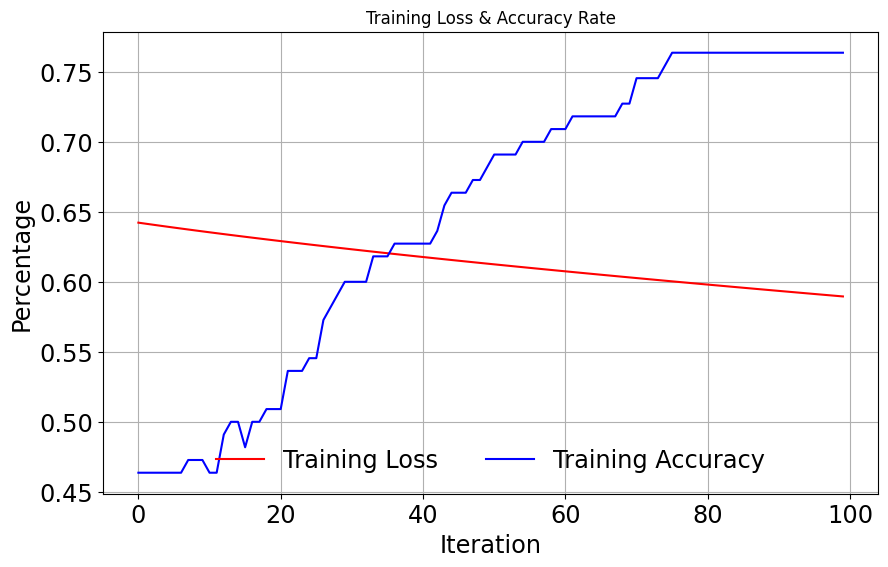 Training Loss & Accuracy Rate
Percentage
0.75
0.70
0.65
0.60
0.55
0.50
0.45
Training Loss
Training Accuracy
0 20 40 60 80 100
Iteration